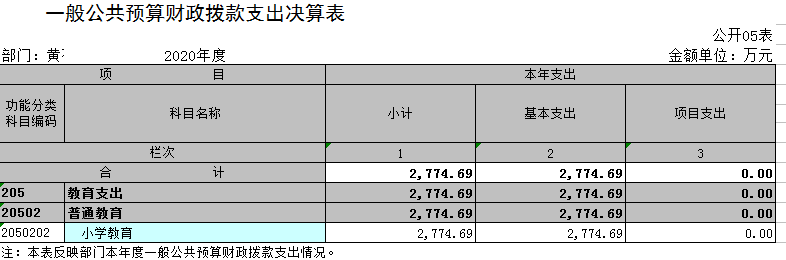 一般公共预算财政拨款支出决算表
公开05表
部门：黄 2020年度 金额单位：万元
项 目 本年支出
功能分类科目编码 科目名称 小计 基本支出 项目支出
栏次 1 2 3
合 计 2,774.69 2,774.69 0.00
205 教育支出 2,774.69 2,774.69 0.00
20502 普通教育 2,774.69 2,774.69 0.00
2050202 小学教育 2,774.69 2,774.69 0.00
注：本表反映部门本年度一般公共预算财政拨款支出情况。